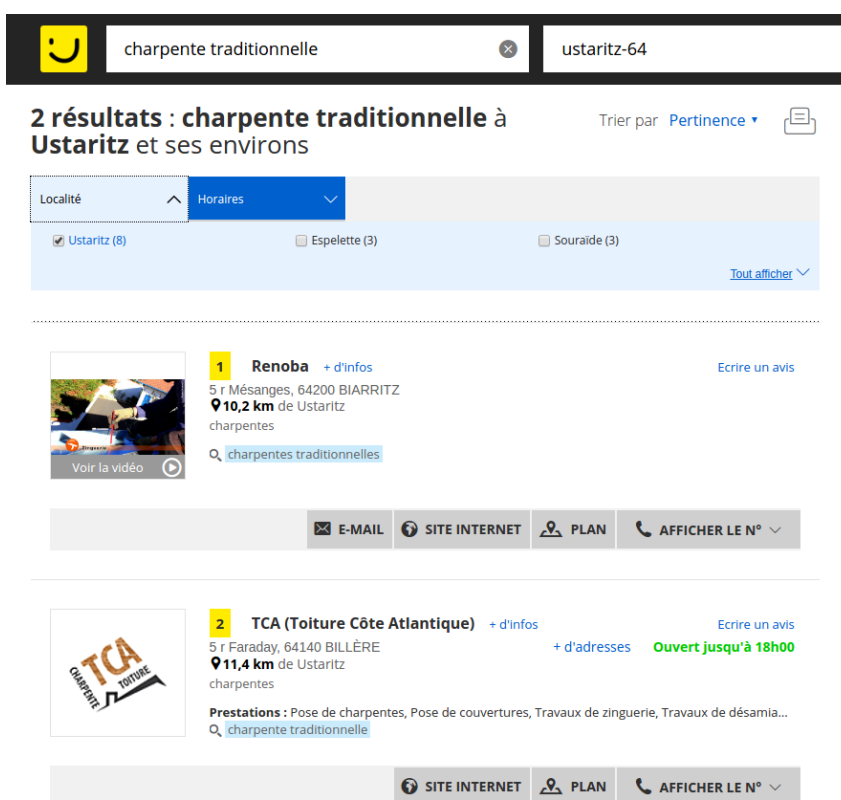 charpente traditionnelle
ustaritz-64
2 résultats : charpente traditionnelle à
Ustaritz et ses environs
Trier par Pertinence
Localité
Horaires
Ustaritz (8)
Espelette (3)
Souraïde (3)
Tout afficher
1 Renoba + d'infos
Ecrire un avis
5 r Mésanges, 64200 BIARRITZ
10,2 km de Ustaritz
charpentes
charpentes traditionnelles
Zinguerie
Voir la vidéo
E-MAIL
SITE INTERNET
PLAN
AFFICHER LE N°
2 TCA (Toiture Côte Atlantique) + d'infos
Ecrire un avis
5 r Faraday, 64140 BILLÈRE
+ d'adresses
Ouvert jusqu'à 18h00
11,4 km de Ustaritz
charpentes
Prestations : Pose de charpentes, Pose de couvertures, Travaux de zinguerie, Travaux de désamia...
charpente traditionnelle
TCA
CHARPENTE
TOITURE
SITE INTERNET
PLAN
AFFICHER LE N°